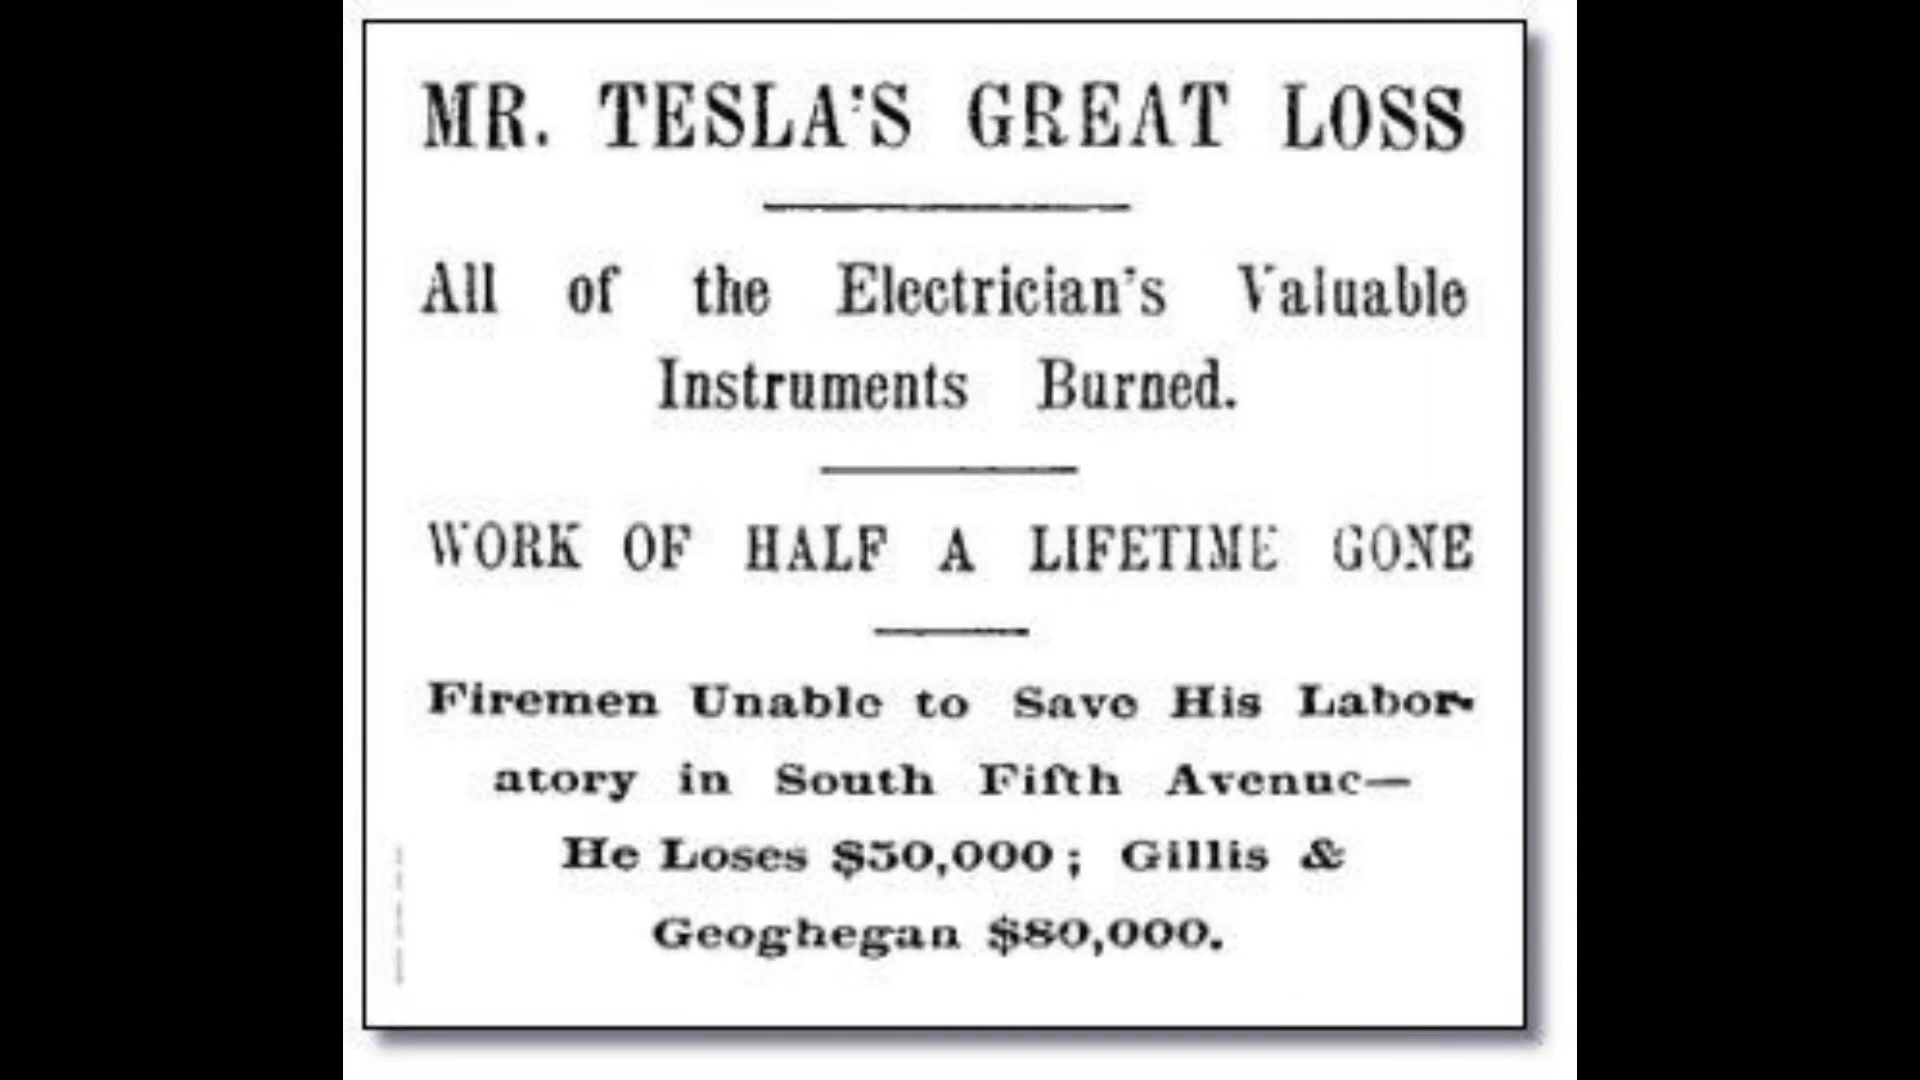 MR. TESLA'S GREAT LOSS
All of the Electrician's Valuable
Instruments Burned.
WORK OF HALF A LIFETIME GONE
Firemen Unable to Save His Labor-
atory in South Fifth Avenue—
He Loses $50,000; Gillis &
Geoghegan $80,000.